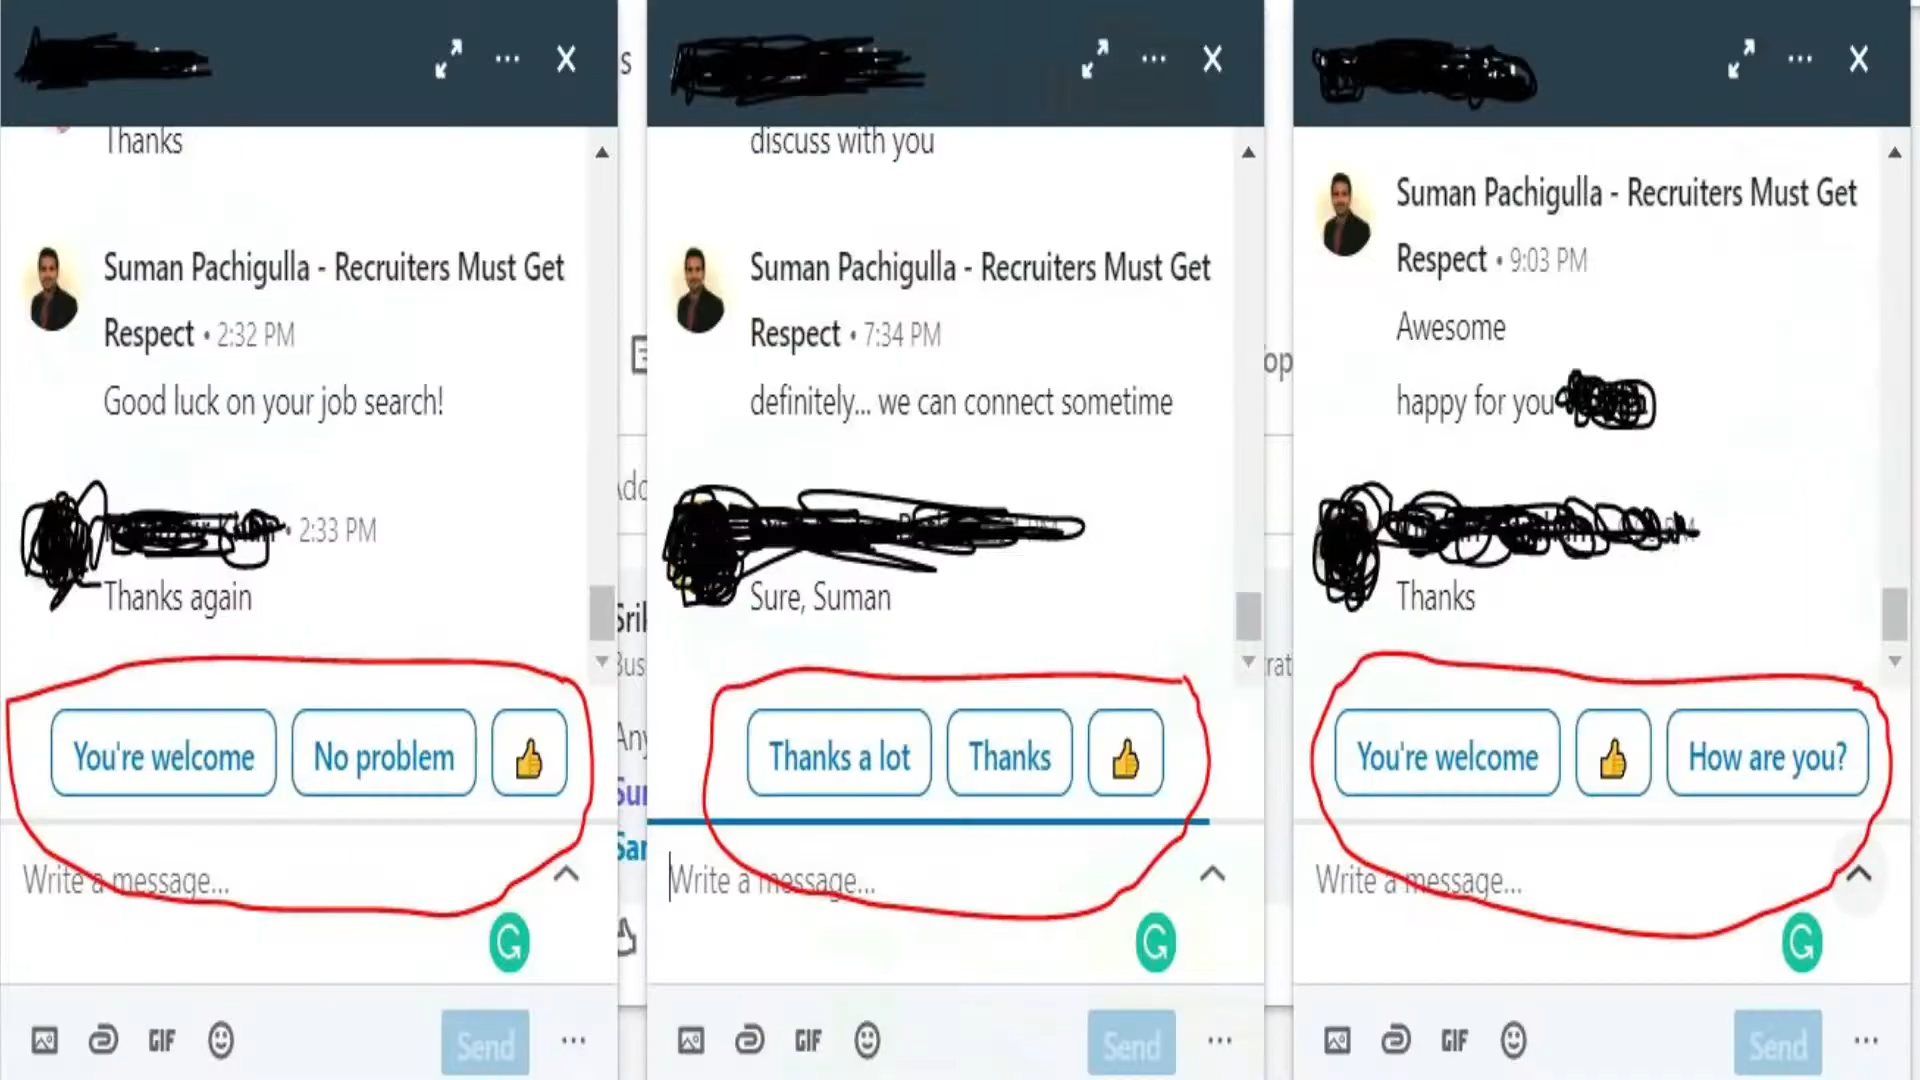 Thanks
Suman Pachigulla - Recruiters Must Get
Respect • 2:32 PM
Good luck on your job search!
• 2:33 PM
Thanks again
You're welcome
No problem
👍
Write a message...
GIF
Send
discuss with you
Suman Pachigulla - Recruiters Must Get
Respect • 7:34 PM
definitely... we can connect sometime
Sure, Suman
Thanks a lot
Thanks
👍
Write a message...
GIF
Send
Suman Pachigulla - Recruiters Must Get
Respect • 9:03 PM
Awesome
happy for you
Thanks
You're welcome
👍
How are you?
Write a message...
GIF
Send